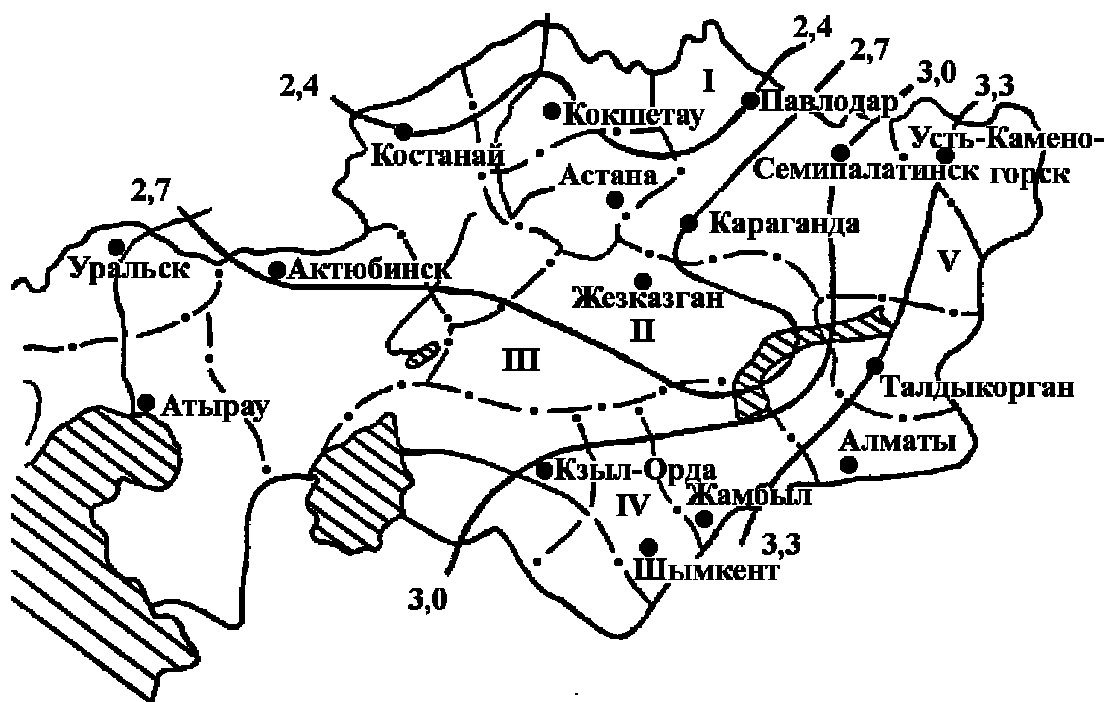 2,4
2,7
2,4
3,0
3,3
I
Павлодар
Кокшетау
Костанай
Усть-Камено-
горск
Семипалатинск
Астана
2,7
Караганда
Уральск
Актюбинск
V
Жезказган
II
III
Талдыкорган
Атырау
Алматы
Кзыл-Орда
Жамбыл
IV
3,3
Шымкент
3,0